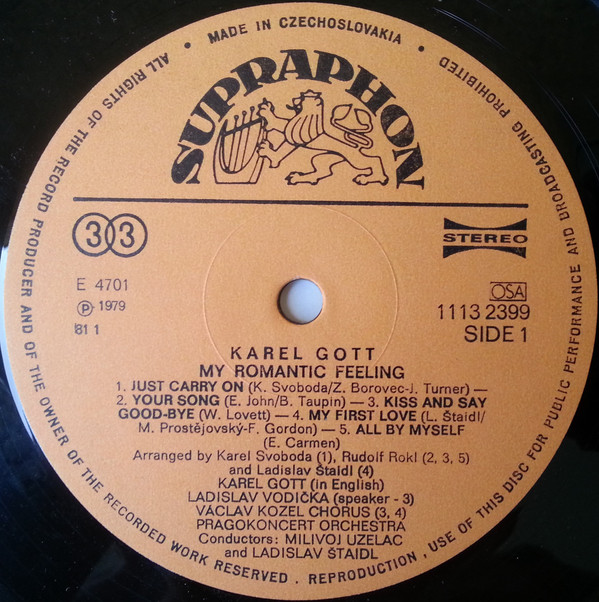 MADE IN CZECHOSLOVAKIA • ALL RIGHTS OF THE RECORD PRODUCER AND OF THE OWNER OF THE RECORDED WORK RESERVED . REPRODUCTION , USE OF THIS DISC FOR PUBLIC PERFORMANCE AND BROADCASTING PROHIBITED •
SUPRAPHON
33
STEREO
E 4701
Ⓟ 1979
81 1
OSA
1113 2399
SIDE 1
KAREL GOTT
MY ROMANTIC FEELING
1. JUST CARRY ON (K. Svoboda/Z. Borovec-J. Turner) —
2. YOUR SONG (E. John/B. Taupin) — 3. KISS AND SAY
GOOD-BYE (W. Lovett) — 4. MY FIRST LOVE (L. Štaidl/
M. Prostějovský-F. Gordon) — 5. ALL BY MYSELF
(E. Carmen)
Arranged by Karel Svoboda (1), Rudolf Rokl (2, 3, 5)
and Ladislav Štaidl (4)
KAREL GOTT (in English)
LADISLAV VODIČKA (speaker - 3)
VÁCLAV KOZEL CHORUS (3, 4)
PRAGOKONCERT ORCHESTRA
Conductors: MILIVOJ UZELAC
and LADISLAV ŠTAIDL